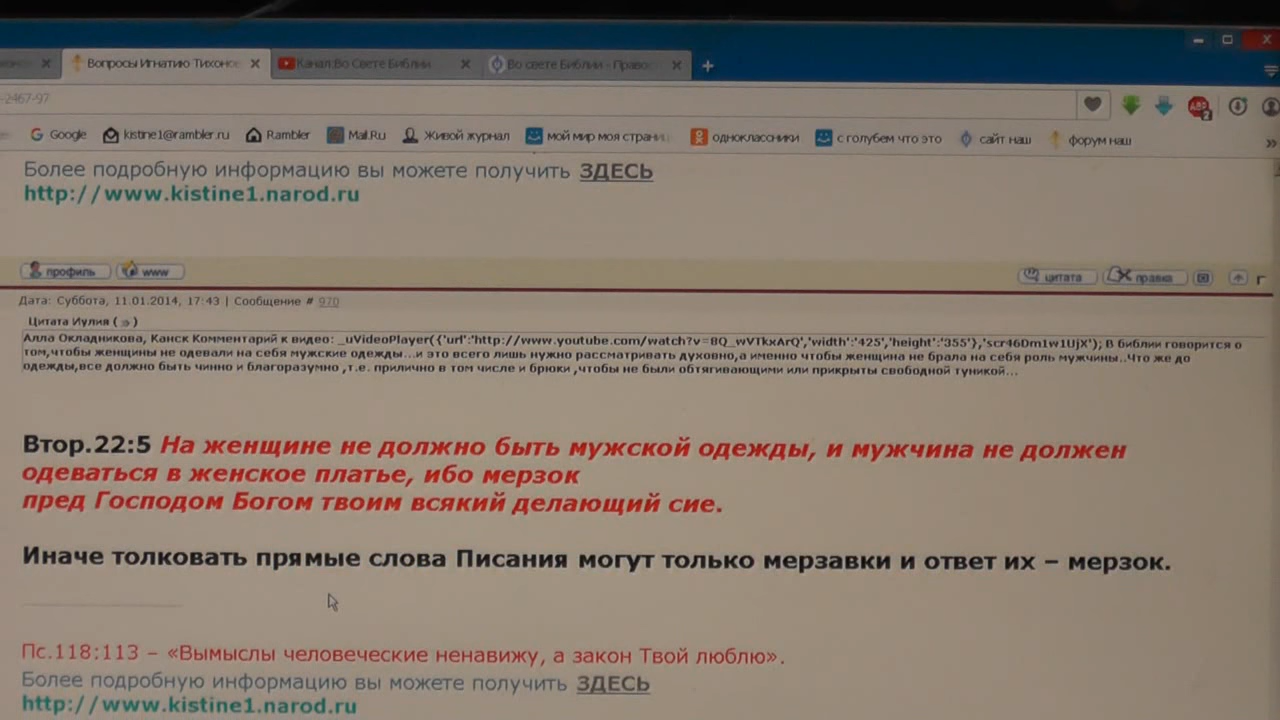 Вопросы Игнатию Тихоно
Канал:Во Свете Библии
Во свете Библии - Право
-2467-97
Google
kistine1@rambler.ru
Rambler
Mail.Ru
Живой журнал
мой мир моя страни
одноклассники
с голубем что это
сайт наш
форум наш
Более подробную информацию вы можете получить ЗДЕСЬ
http://www.kistine1.narod.ru
профиль
www
цитата
правка
Дата: Суббота, 11.01.2014, 17:43 | Сообщение # 970
Цитата Иулия ( )
Алла Окладникова, Канск Комментарий к видео: _uVideoPlayer({'url':'http://www.youtube.com/watch?v=8Q_wVTkxArQ','width':'425','height':'355'},'scr46Dm1w1UjX'); В библии говорится о
том,чтобы женщины не одевали на себя мужские одежды...и это всего лишь нужно рассматривать духовно,а именно чтобы женщина не брала на себя роль мужчины..Что же до
одежды,все должно быть чинно и благоразумно ,т.е. прилично в том числе и брюки ,чтобы не были обтягивающими или прикрыты свободной туникой...
Втор.22:5 На женщине не должно быть мужской одежды, и мужчина не должен
одеваться в женское платье, ибо мерзок
пред Господом Богом твоим всякий делающий сие.
Иначе толковать прямые слова Писания могут только мерзавки и ответ их – мерзок.
Пс.118:113 – «Вымыслы человеческие ненавижу, а закон Твой люблю».
Более подробную информацию вы можете получить ЗДЕСЬ
http://www.kistine1.narod.ru